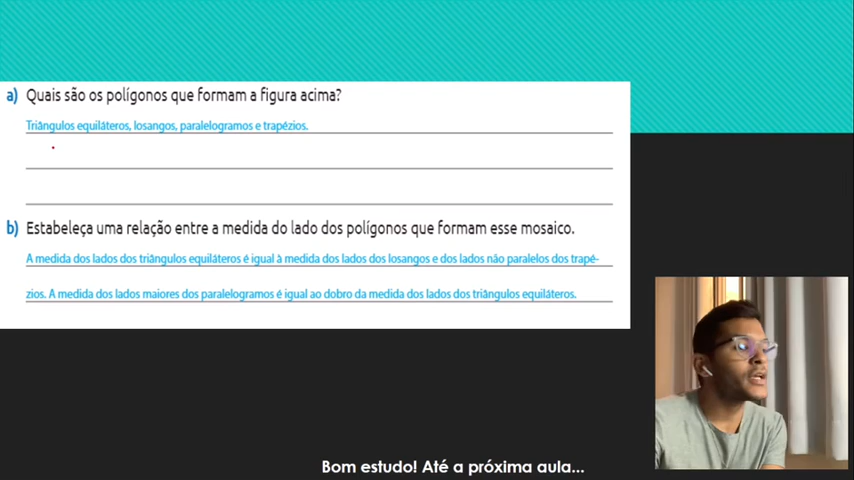 a) Quais são os polígonos que formam a figura acima?
Triângulos equiláteros, losangos, paralelogramos e trapézios.
b) Estabeleça uma relação entre a medida do lado dos polígonos que formam esse mosaico.
A medida dos lados dos triângulos equiláteros é igual à medida dos lados dos losangos e dos lados não paralelos dos trapé-
zios. A medida dos lados maiores dos paralelogramos é igual ao dobro da medida dos lados dos triângulos equiláteros.
Bom estudo! Até a próxima aula...